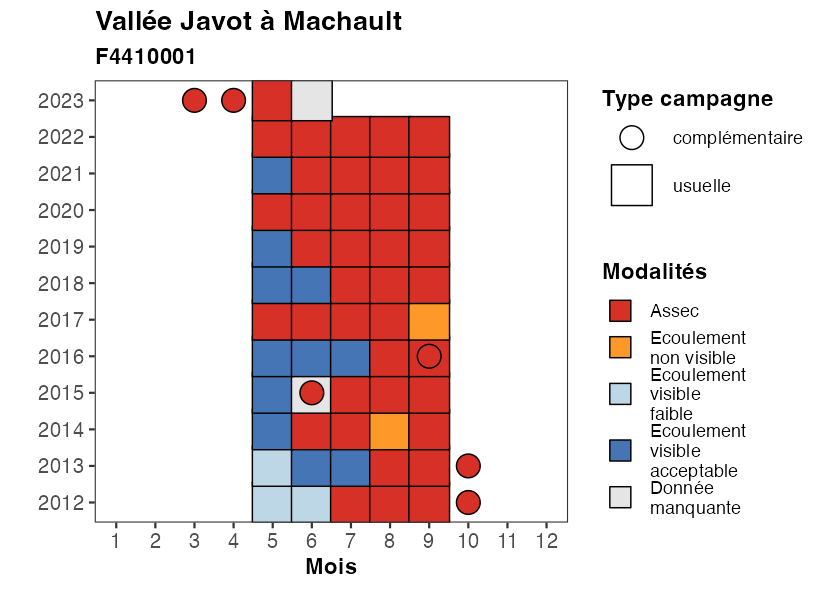 Vallée Javot à Machault
F4410001
2023
2022
2021
2020
2019
2018
2017
2016
2015
2014
2013
2012
1 2 3 4 5 6 7 8 9 10 11 12
Mois
Type campagne
complémentaire
usuelle
Modalités
Assec
Ecoulement
non visible
Ecoulement
visible
faible
Ecoulement
visible
acceptable
Donnée
manquante